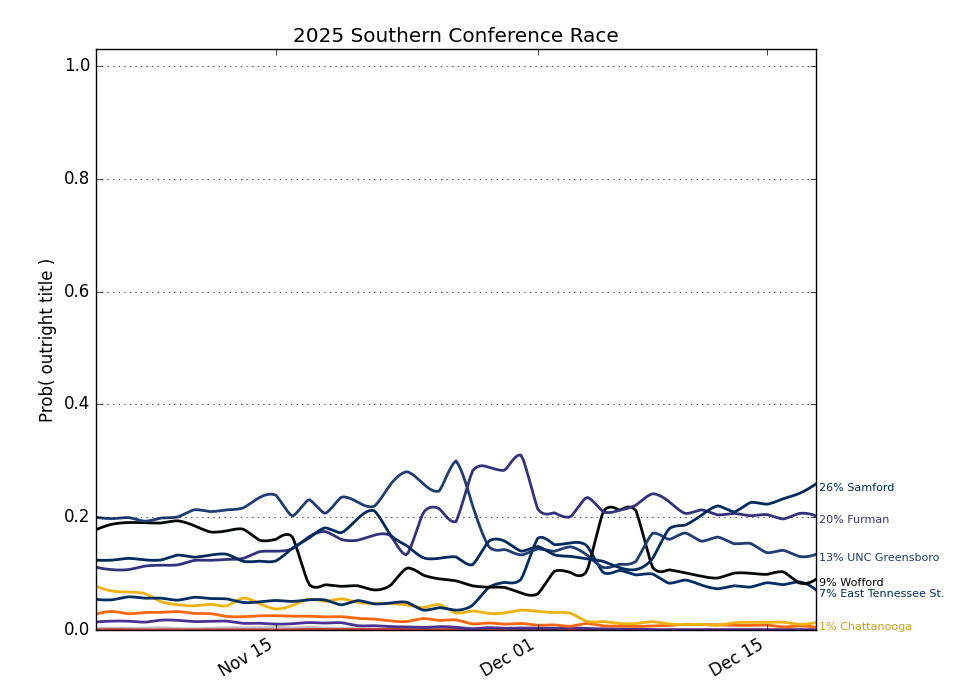 2025 Southern Conference Race
1.0
0.8
0.6
0.4
0.2
0.0
Prob( outright title )
26% Samford
20% Furman
13% UNC Greensboro
9% Wofford
7% East Tennessee St.
1% Chattanooga
Nov 15
Dec 01
Dec 15